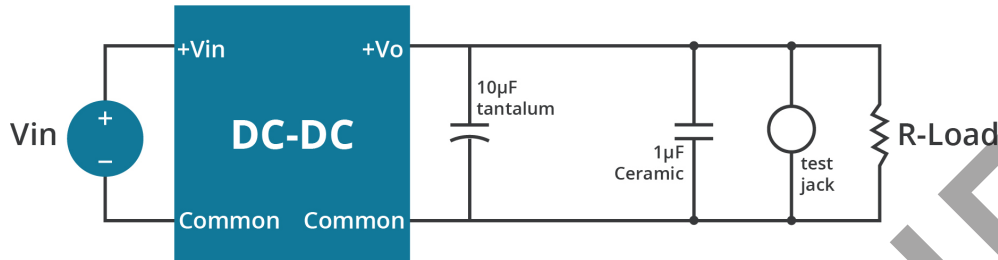 +Vin
+Vo
10µF
tantalum
Vin
+
−
DC-DC
1µF
Ceramic
test
jack
R-Load
Common
Common